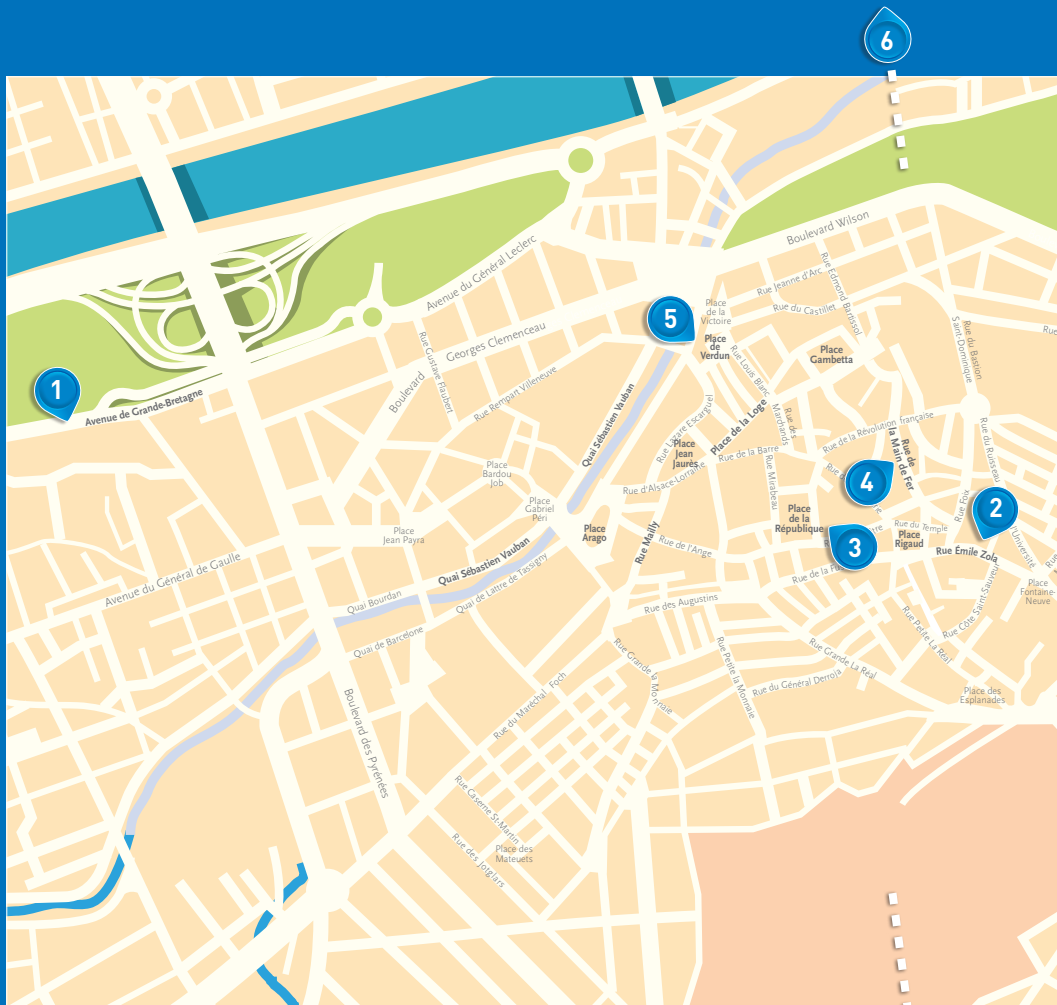 6
Boulevard Wilson
Avenue du Général Leclerc
Rue Jeanne d'Arc
Rue Edmond Bartissol
Place
de la
Victoire
Rue du Castillet
5
Place
de
Verdun
Georges Clemenceau
Boulevard
Rue Gustave Flaubert
Rue Rempart Villeneuve
Rue Louis Blanc
Place
Gambetta
Rue du Bastion
Saint-Dominique
Rue
1
Avenue de Grande-Bretagne
Quai Sébastien Vauban
Rue Lazare Escarguel
Place de la Loge
Rue des
Marchands
Rue de la Révolution française
Rue de
la Main de Fer
Rue du Ruisseau
Place
Jean
Jaurès
Rue de la Barre
Rue Mirabeau
Rue d'Alsace-Lorraine
4
Place
Bardou
Job
Place
Gabriel
Péri
Place
Arago
Place
Jean Payra
Place
de la
République
Rue Foix
2
Rue du Temple
Place
Rigaud
Rue Émile Zola
l'Université
3
Rue Mailly
Rue de l'Ange
Quai Sébastien Vauban
Quai de Lattre de Tassigny
Avenue du Général de Gaulle
Quai Bourdan
Quai de Barcelone
Rue des Augustins
Place
Fontaine-
Neuve
Rue Côte Saint-Sauveur
Rue Petite La Réal
Rue Grande La Réal
Rue Petite la Monnaie
Rue Grande la Monnaie
Rue du Général Derroja
Place des
Esplanades
Rue du Maréchal Foch
Boulevard des Pyrénées
Rue Caserne St-Martin
Place des
Mateuets
Rue des Jotglars